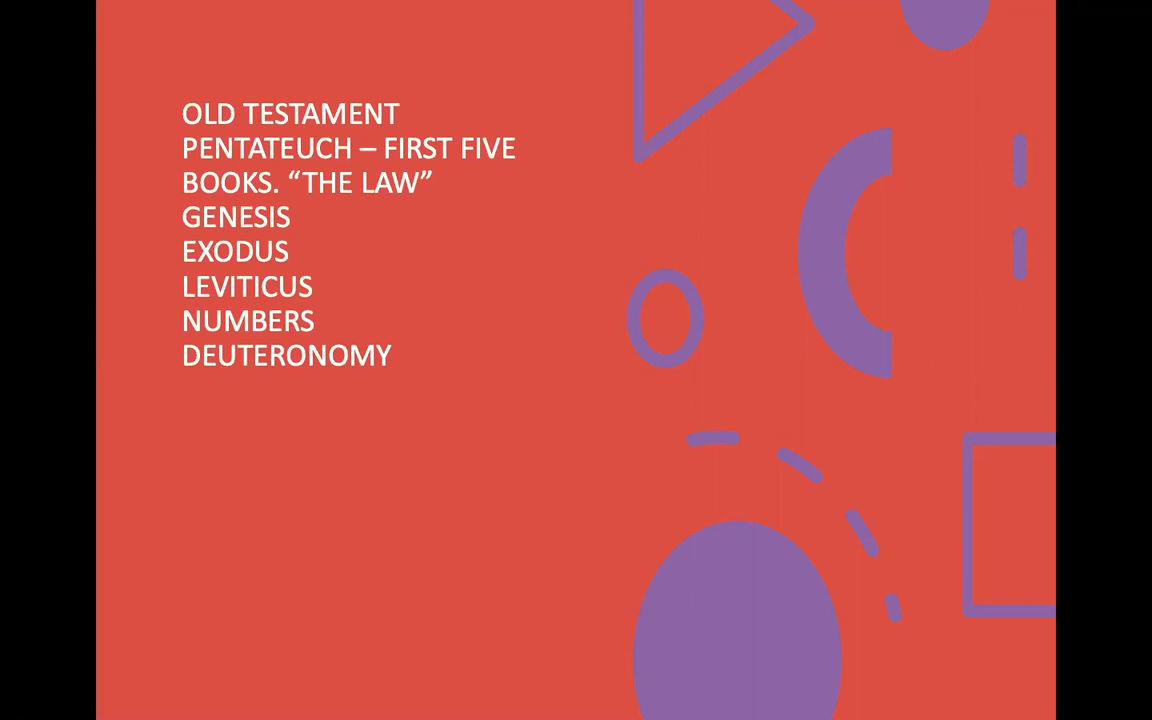 OLD TESTAMENT
PENTATEUCH – FIRST FIVE
BOOKS. “THE LAW”
GENESIS
EXODUS
LEVITICUS
NUMBERS
DEUTERONOMY